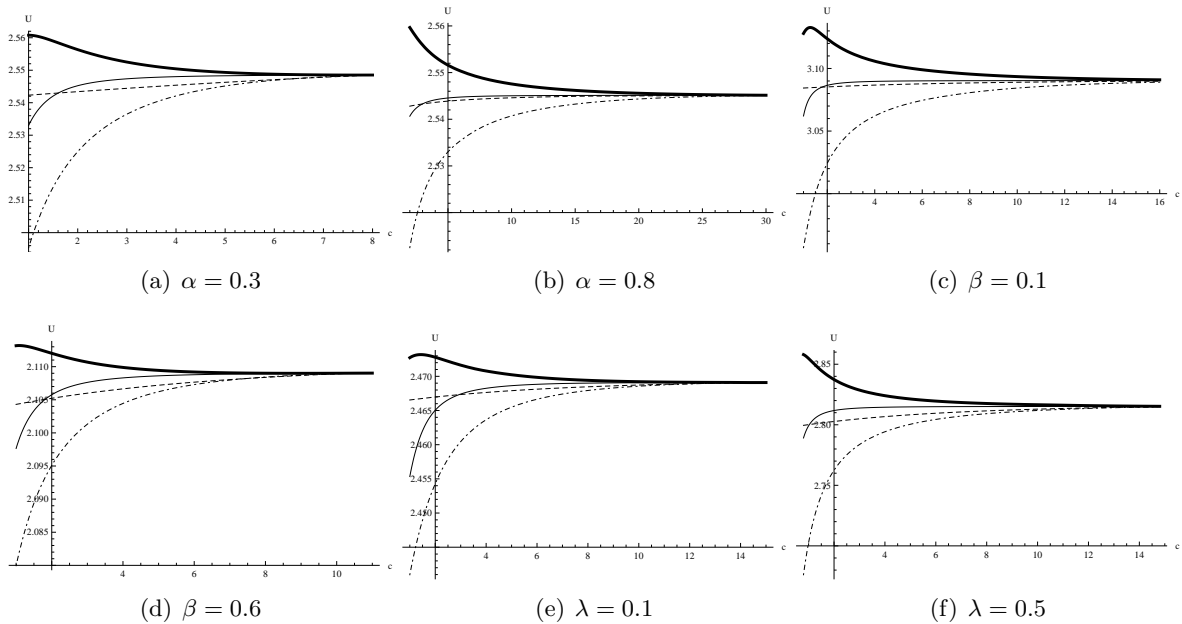 U
2.56
2.55
2.54
2.53
2.52
2.51
2 3 4 5 6 7 8 c
(a) α = 0.3
U
2.56
2.55
2.54
2.53
10 15 20 25 30 c
(b) α = 0.8
U
3.10
3.05
4 6 8 10 12 14 16 c
(c) β = 0.1
U
2.110
2.105
2.100
2.095
2.090
2.085
4 6 8 10 c
(d) β = 0.6
U
2.470
2.465
2.460
2.455
2.450
4 6 8 10 12 14 c
(e) λ = 0.1
U
2.85
2.80
2.75
4 6 8 10 12 14 c
(f) λ = 0.5